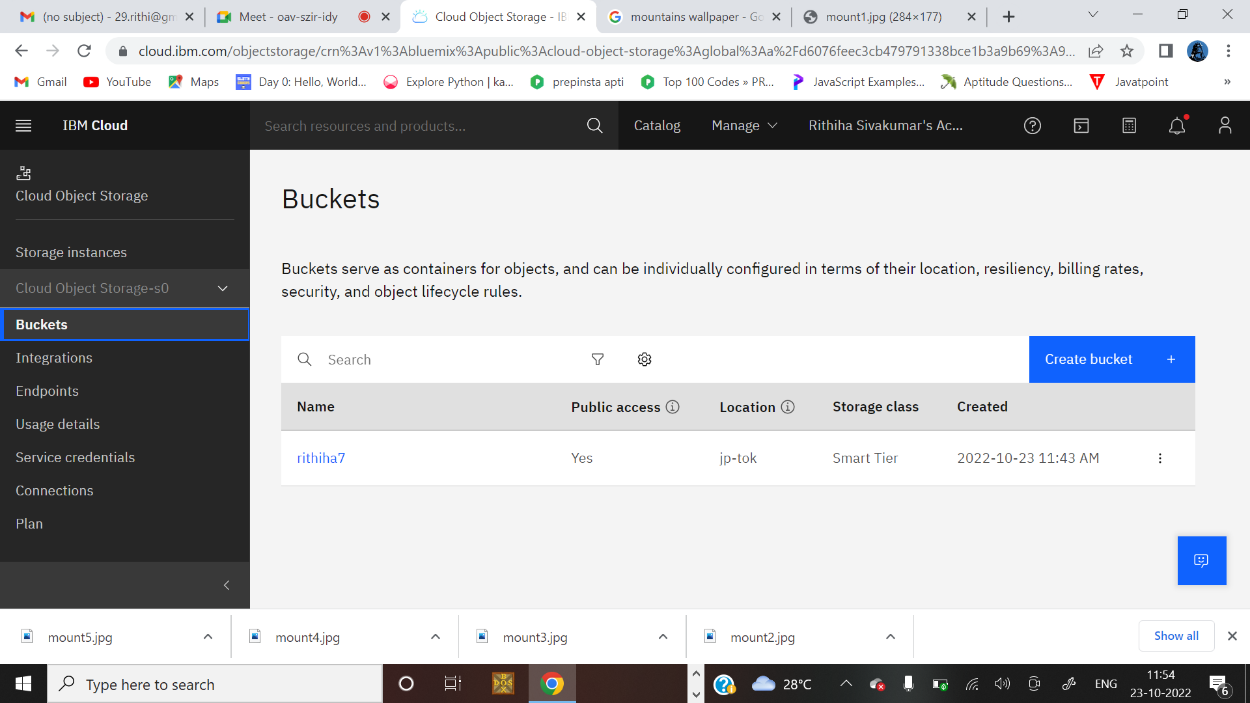 (no subject) - 29.rithi@gm
Meet - oav-szir-idy
Cloud Object Storage - IB
mountains wallpaper - Go
mount1.jpg (284×177)
cloud.ibm.com/objectstorage/crn%3Av1%3Abluemix%3Apublic%3Acloud-object-storage%3Aglobal%3Aa%2Fd6076feec3cb479791338bce1b3a9b69%3A9...
Gmail
YouTube
Maps
Day 0: Hello, World...
Explore Python | ka...
prepinsta apti
Top 100 Codes » PR...
JavaScript Examples...
Aptitude Questions...
Javatpoint
»
IBM Cloud
Search resources and products...
Catalog
Manage
Rithiha Sivakumar's Ac...
Cloud Object Storage
Storage instances
Cloud Object Storage-s0
Buckets
Integrations
Endpoints
Usage details
Service credentials
Connections
Plan
Buckets
Buckets serve as containers for objects, and can be individually configured in terms of their location, resiliency, billing rates,
security, and object lifecycle rules.
Search
Create bucket +
Name Public access Location Storage class Created
rithiha7 Yes jp-tok Smart Tier 2022-10-23 11:43 AM
mount5.jpg
mount4.jpg
mount3.jpg
mount2.jpg
Show all
Type here to search
DOS
28°C
ENG
11:54
23-10-2022
6